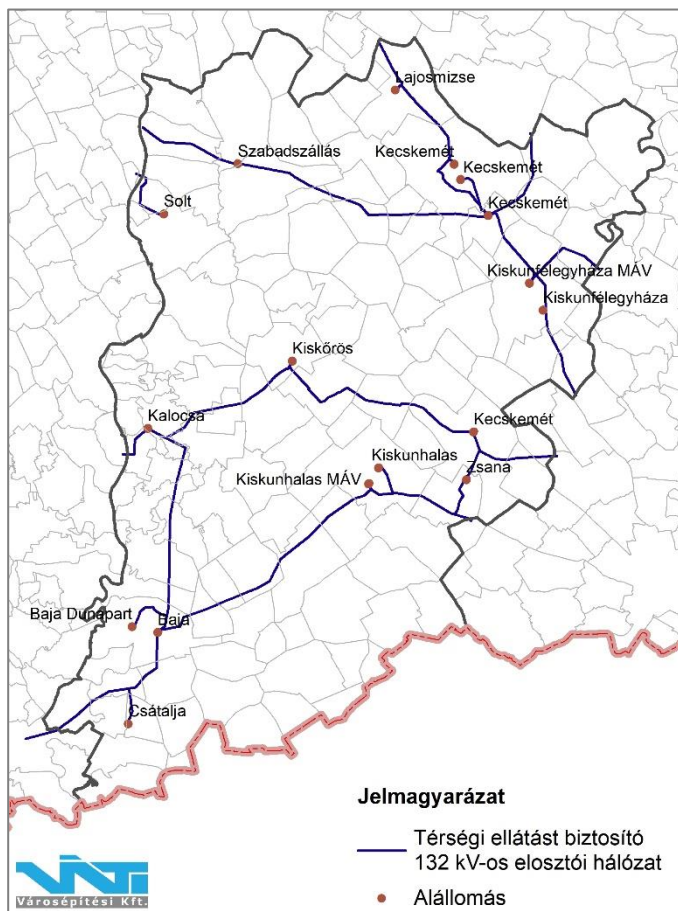 Lajosmizse
Szabadszállás
Kecskemét
Kecskemét
Solt
Kecskemét
Kiskunfélegyháza MÁV
Kiskunfélegyháza
Kiskőrös
Kalocsa
Kecskemét
Kiskunhalas
Kiskunhalas MÁV
Zsana
Baja Dunapart
Baja
Csátalja
Jelmagyarázat
Térségi ellátást biztosító
132 kV-os elosztói hálózat
Alállomás
VÁTI
Városépítési Kft.